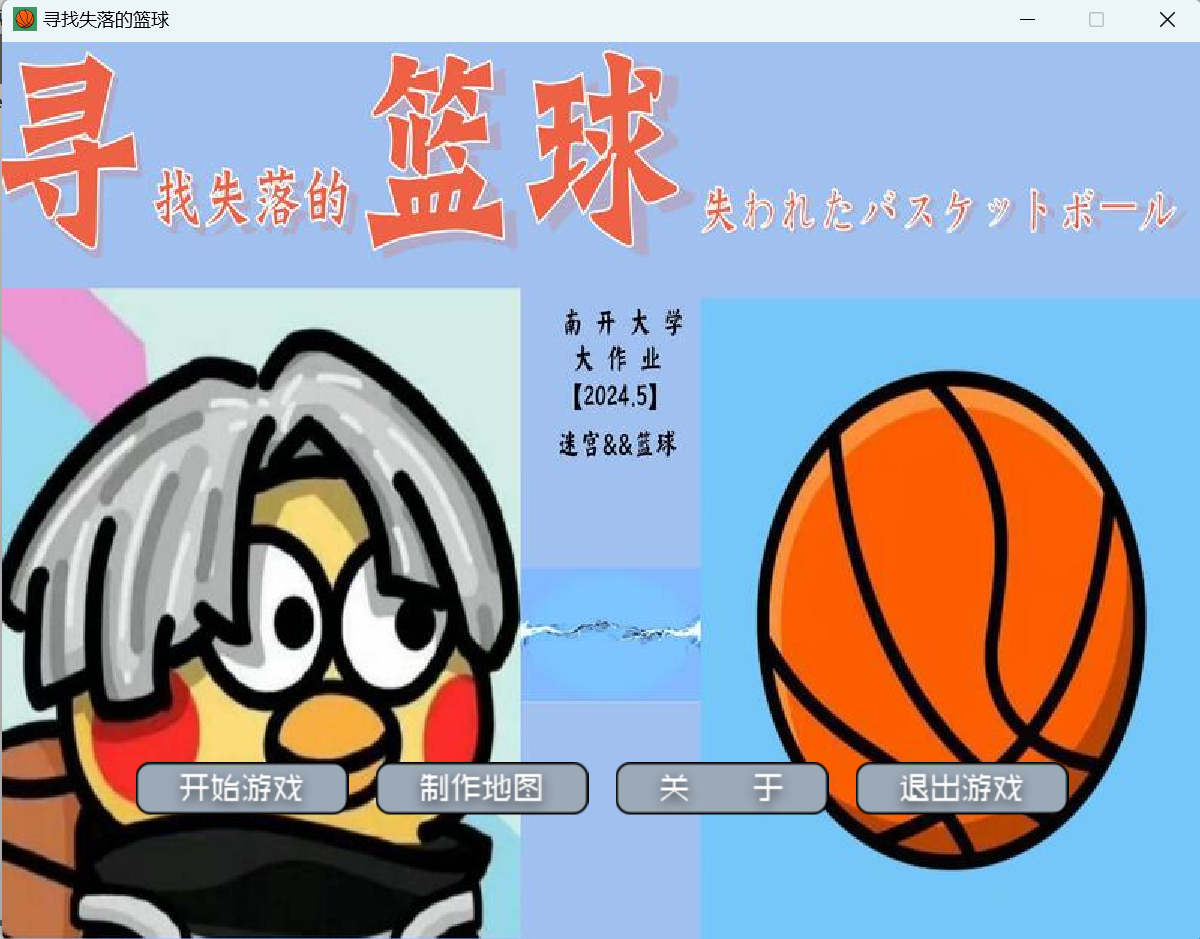 寻找失落的篮球
寻找失落的篮球 失われたバスケットボール
南开大学
大作业
【2024.5】
迷宫&&篮球
开始游戏 制作地图 关 于 退出游戏